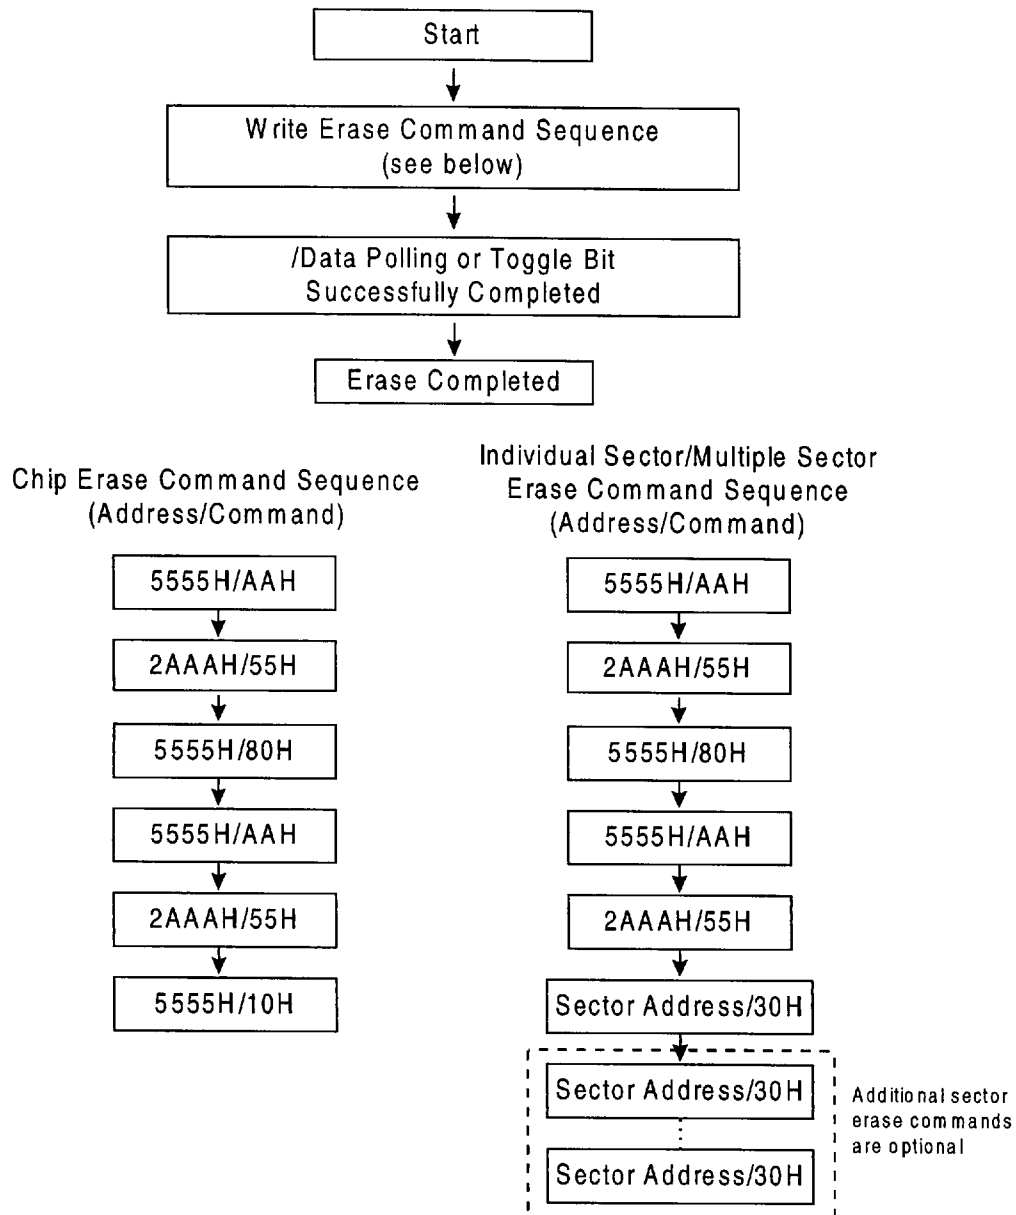 Start
Write Erase Command Sequence
(see below)
/Data Polling or Toggle Bit
Successfully Completed
Erase Completed
Chip Erase Command Sequence
(Address/Command)
5555H/AAH
2AAAH/55H
5555H/80H
5555H/AAH
2AAAH/55H
5555H/10H
Individual Sector/Multiple Sector
Erase Command Sequence
(Address/Command)
5555H/AAH
2AAAH/55H
5555H/80H
5555H/AAH
2AAAH/55H
Sector Address/30H
Sector Address/30H
Sector Address/30H
Additional sector
erase commands
are optional